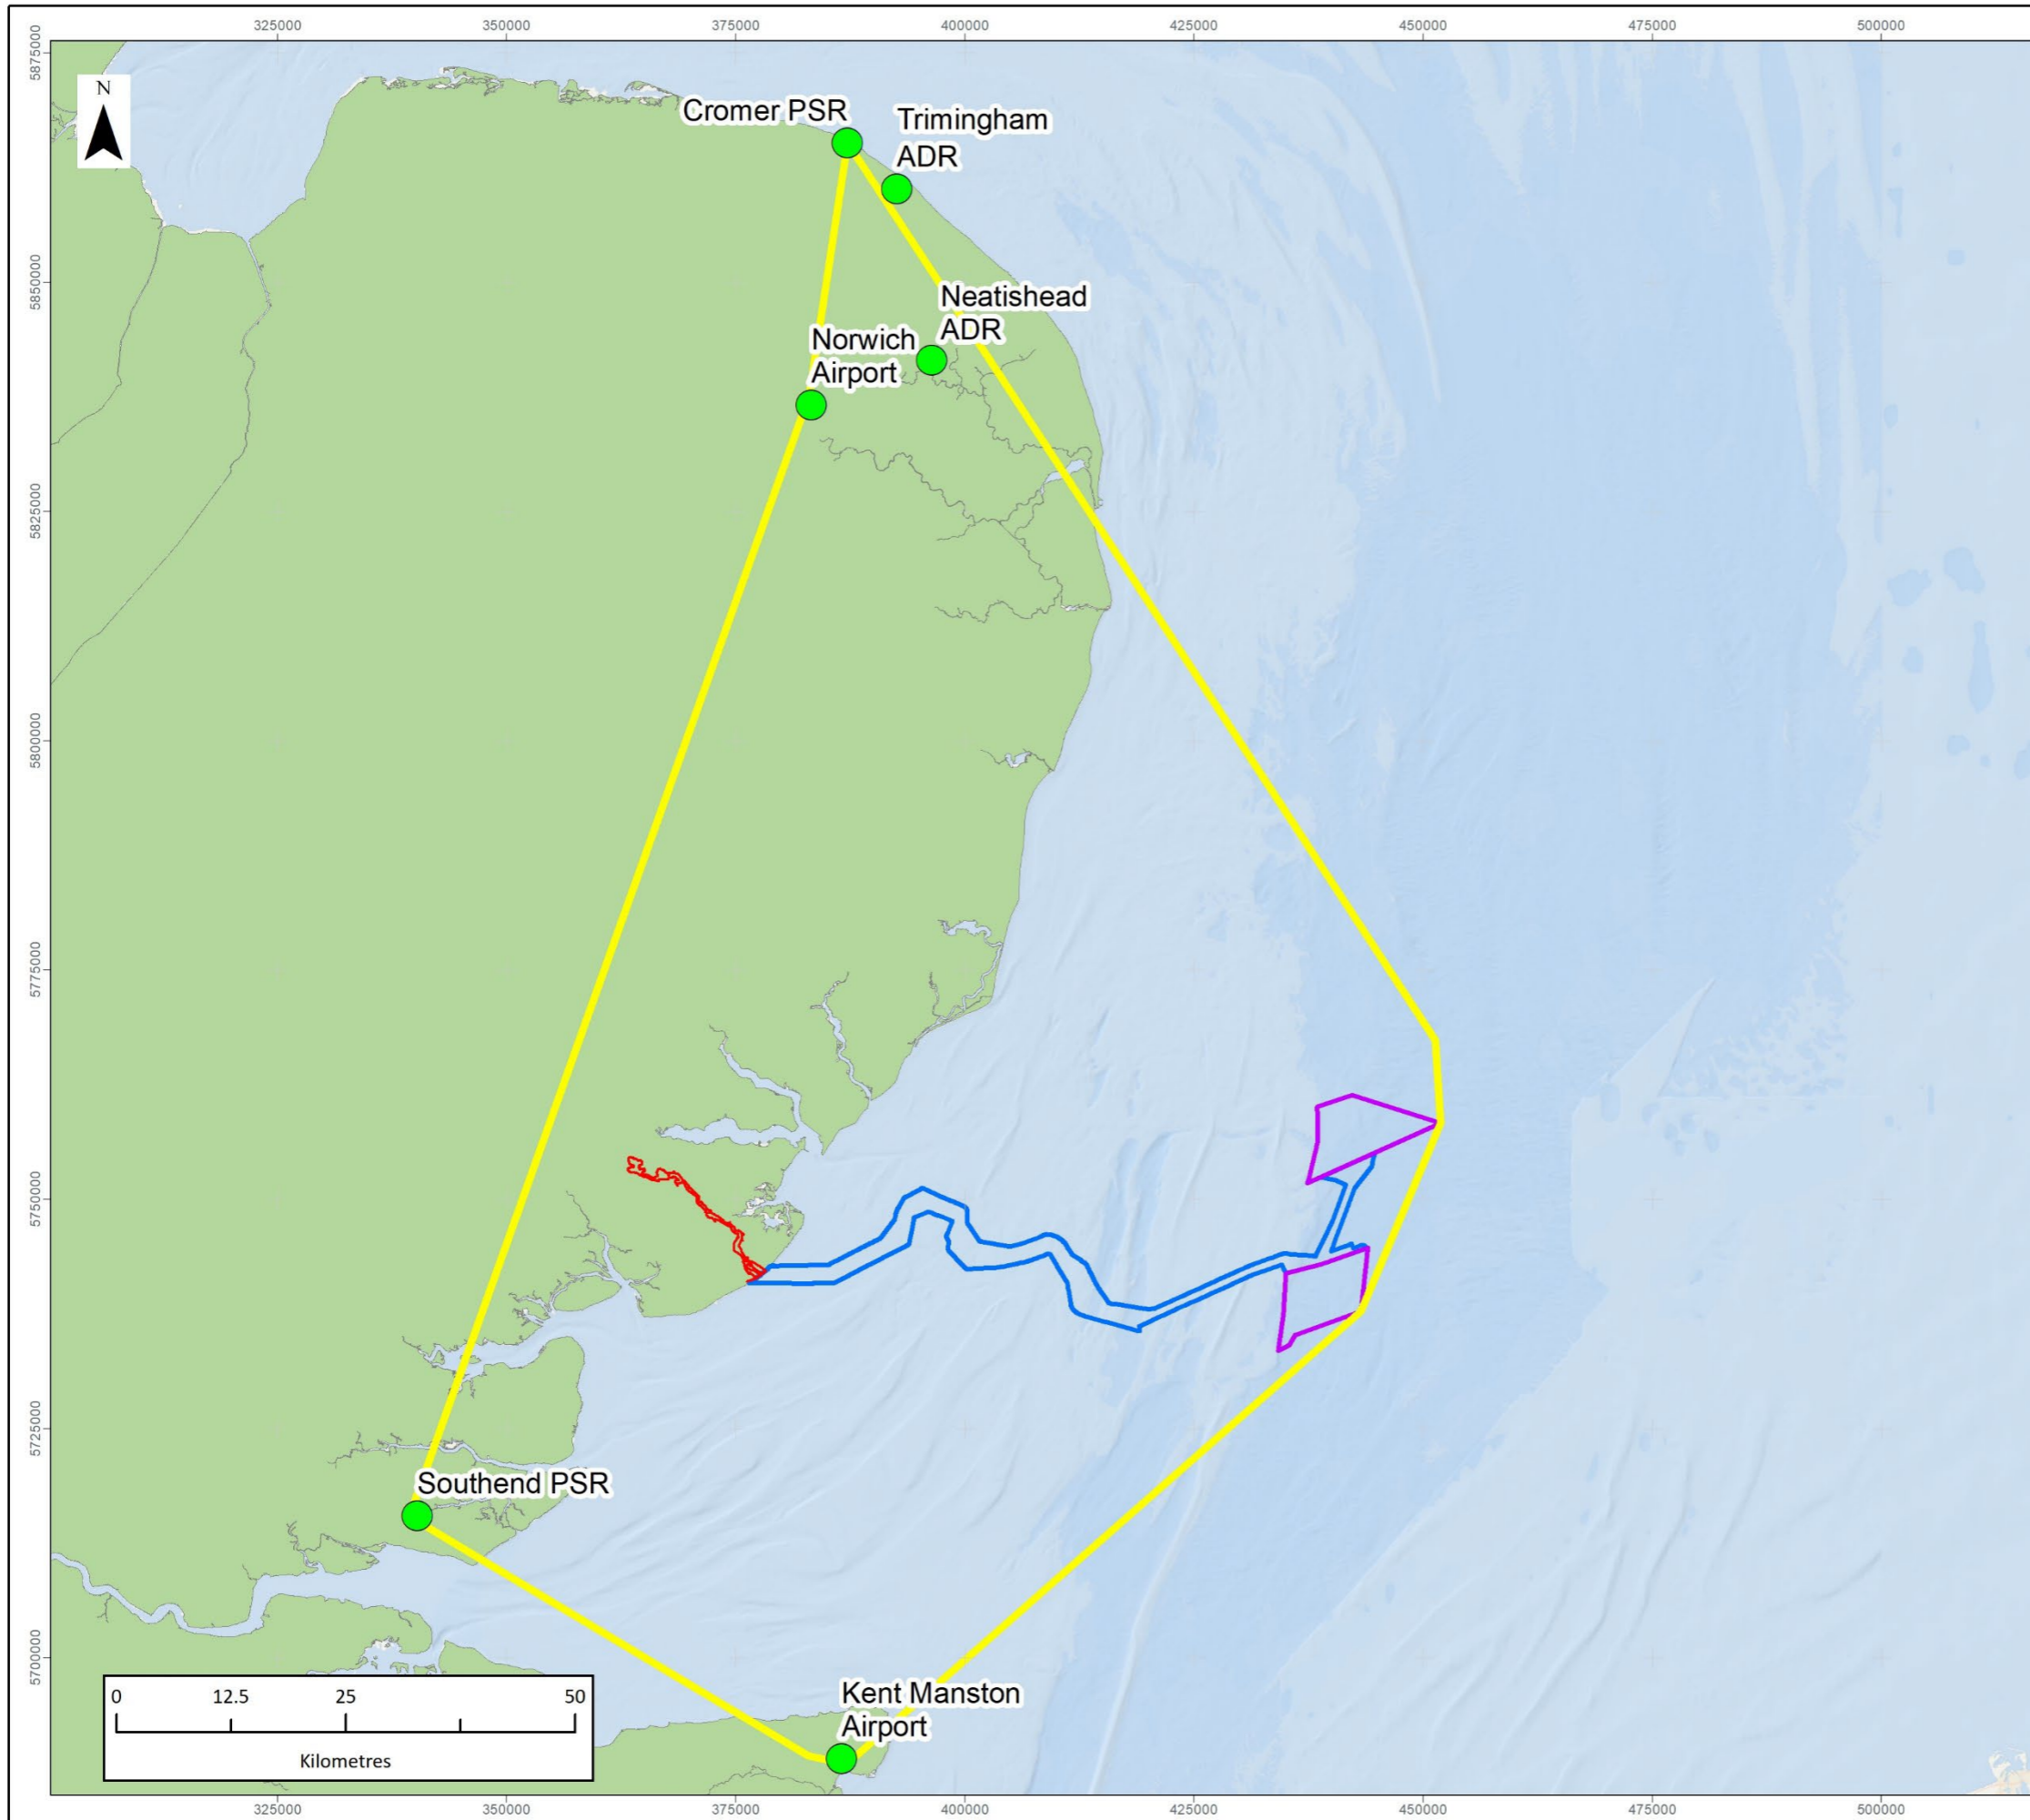 325000 350000 375000 400000 425000 450000 475000 500000
5875000
N
Cromer PSR
Trimingham
ADR
5850000
Neatishead
ADR
Norwich
Airport
5825000
5800000
5775000
5750000
5725000
Southend PSR
5700000
Kent Manston
Airport
0 12.5 25 50
Kilometres
325000 350000 375000 400000 425000 450000 475000 500000